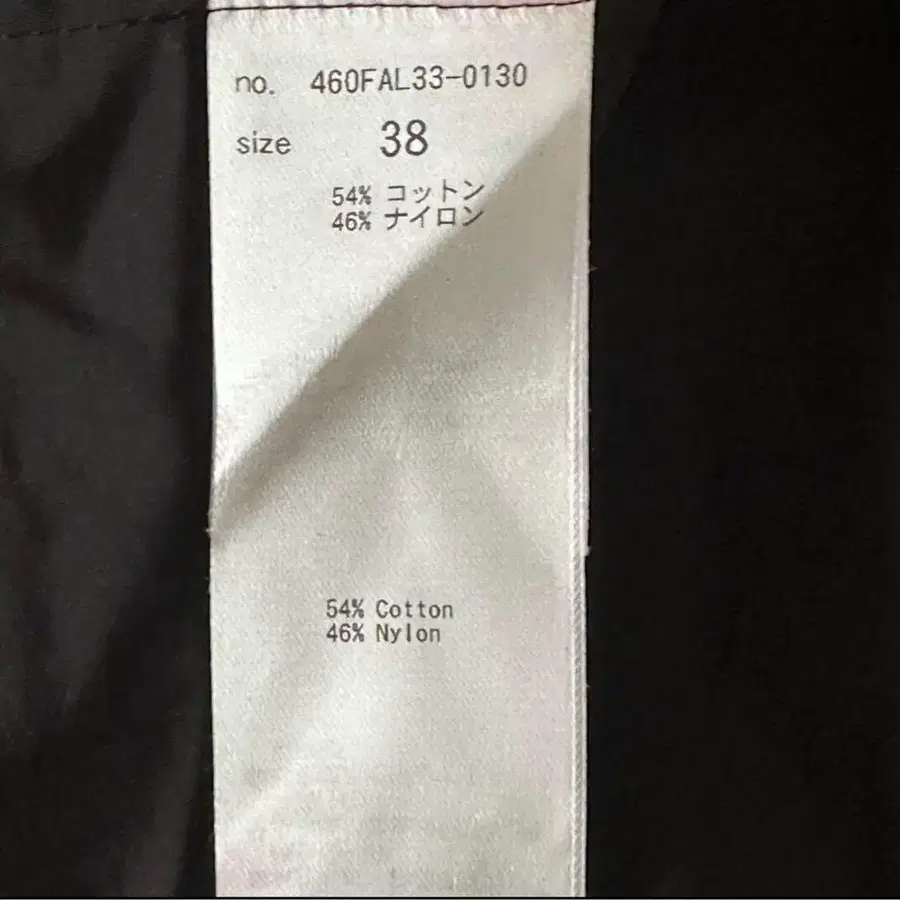 no. 460FAL33-0130
size 38
54% コットン
46% ナイロン
54% Cotton
46% Nylon